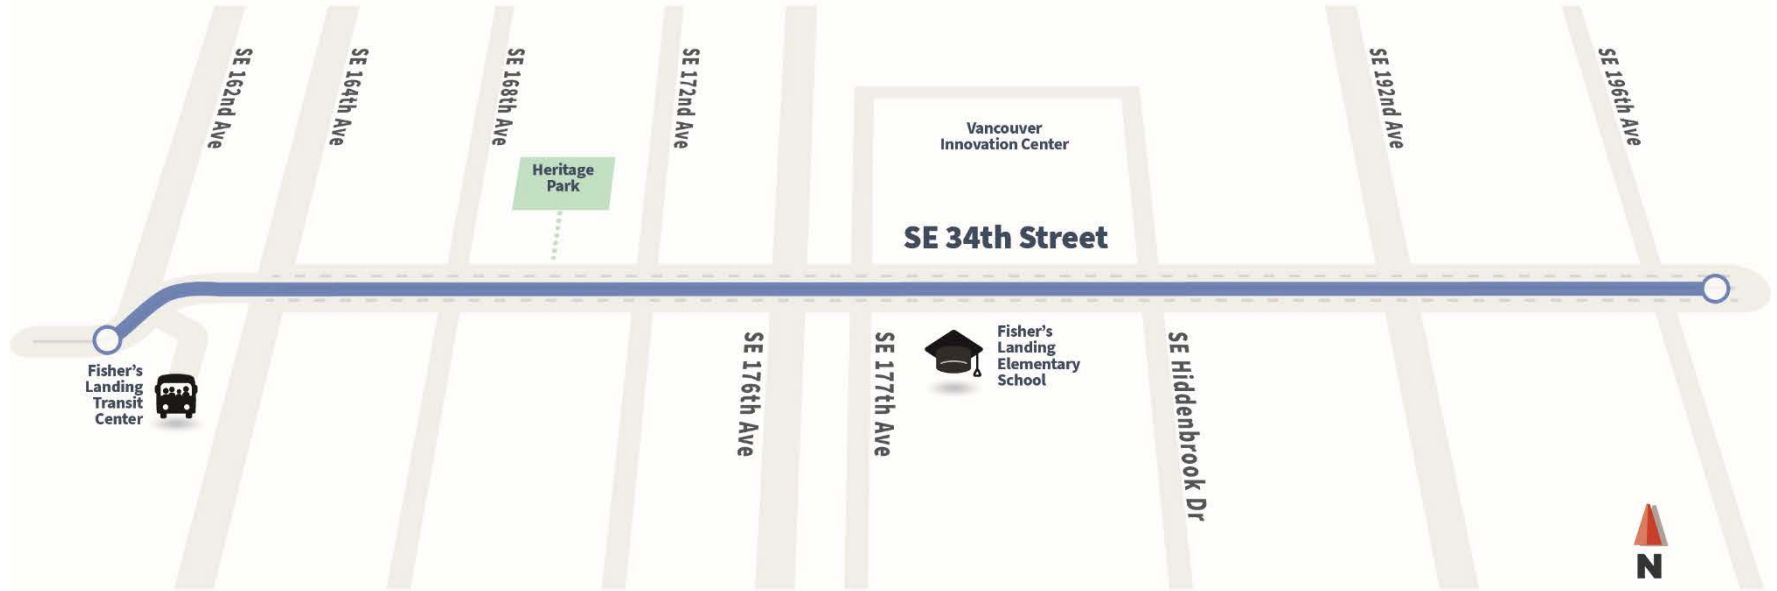 SE 162nd Ave
SE 164th Ave
SE 168th Ave
SE 172nd Ave
SE 192nd Ave
SE 196th Ave
Vancouver
Innovation Center
Heritage
Park
SE 34th Street
Fisher's
Landing
Transit
Center
SE 176th Ave
SE 177th Ave
Fisher's
Landing
Elementary
School
SE Hiddenbrook Dr
N